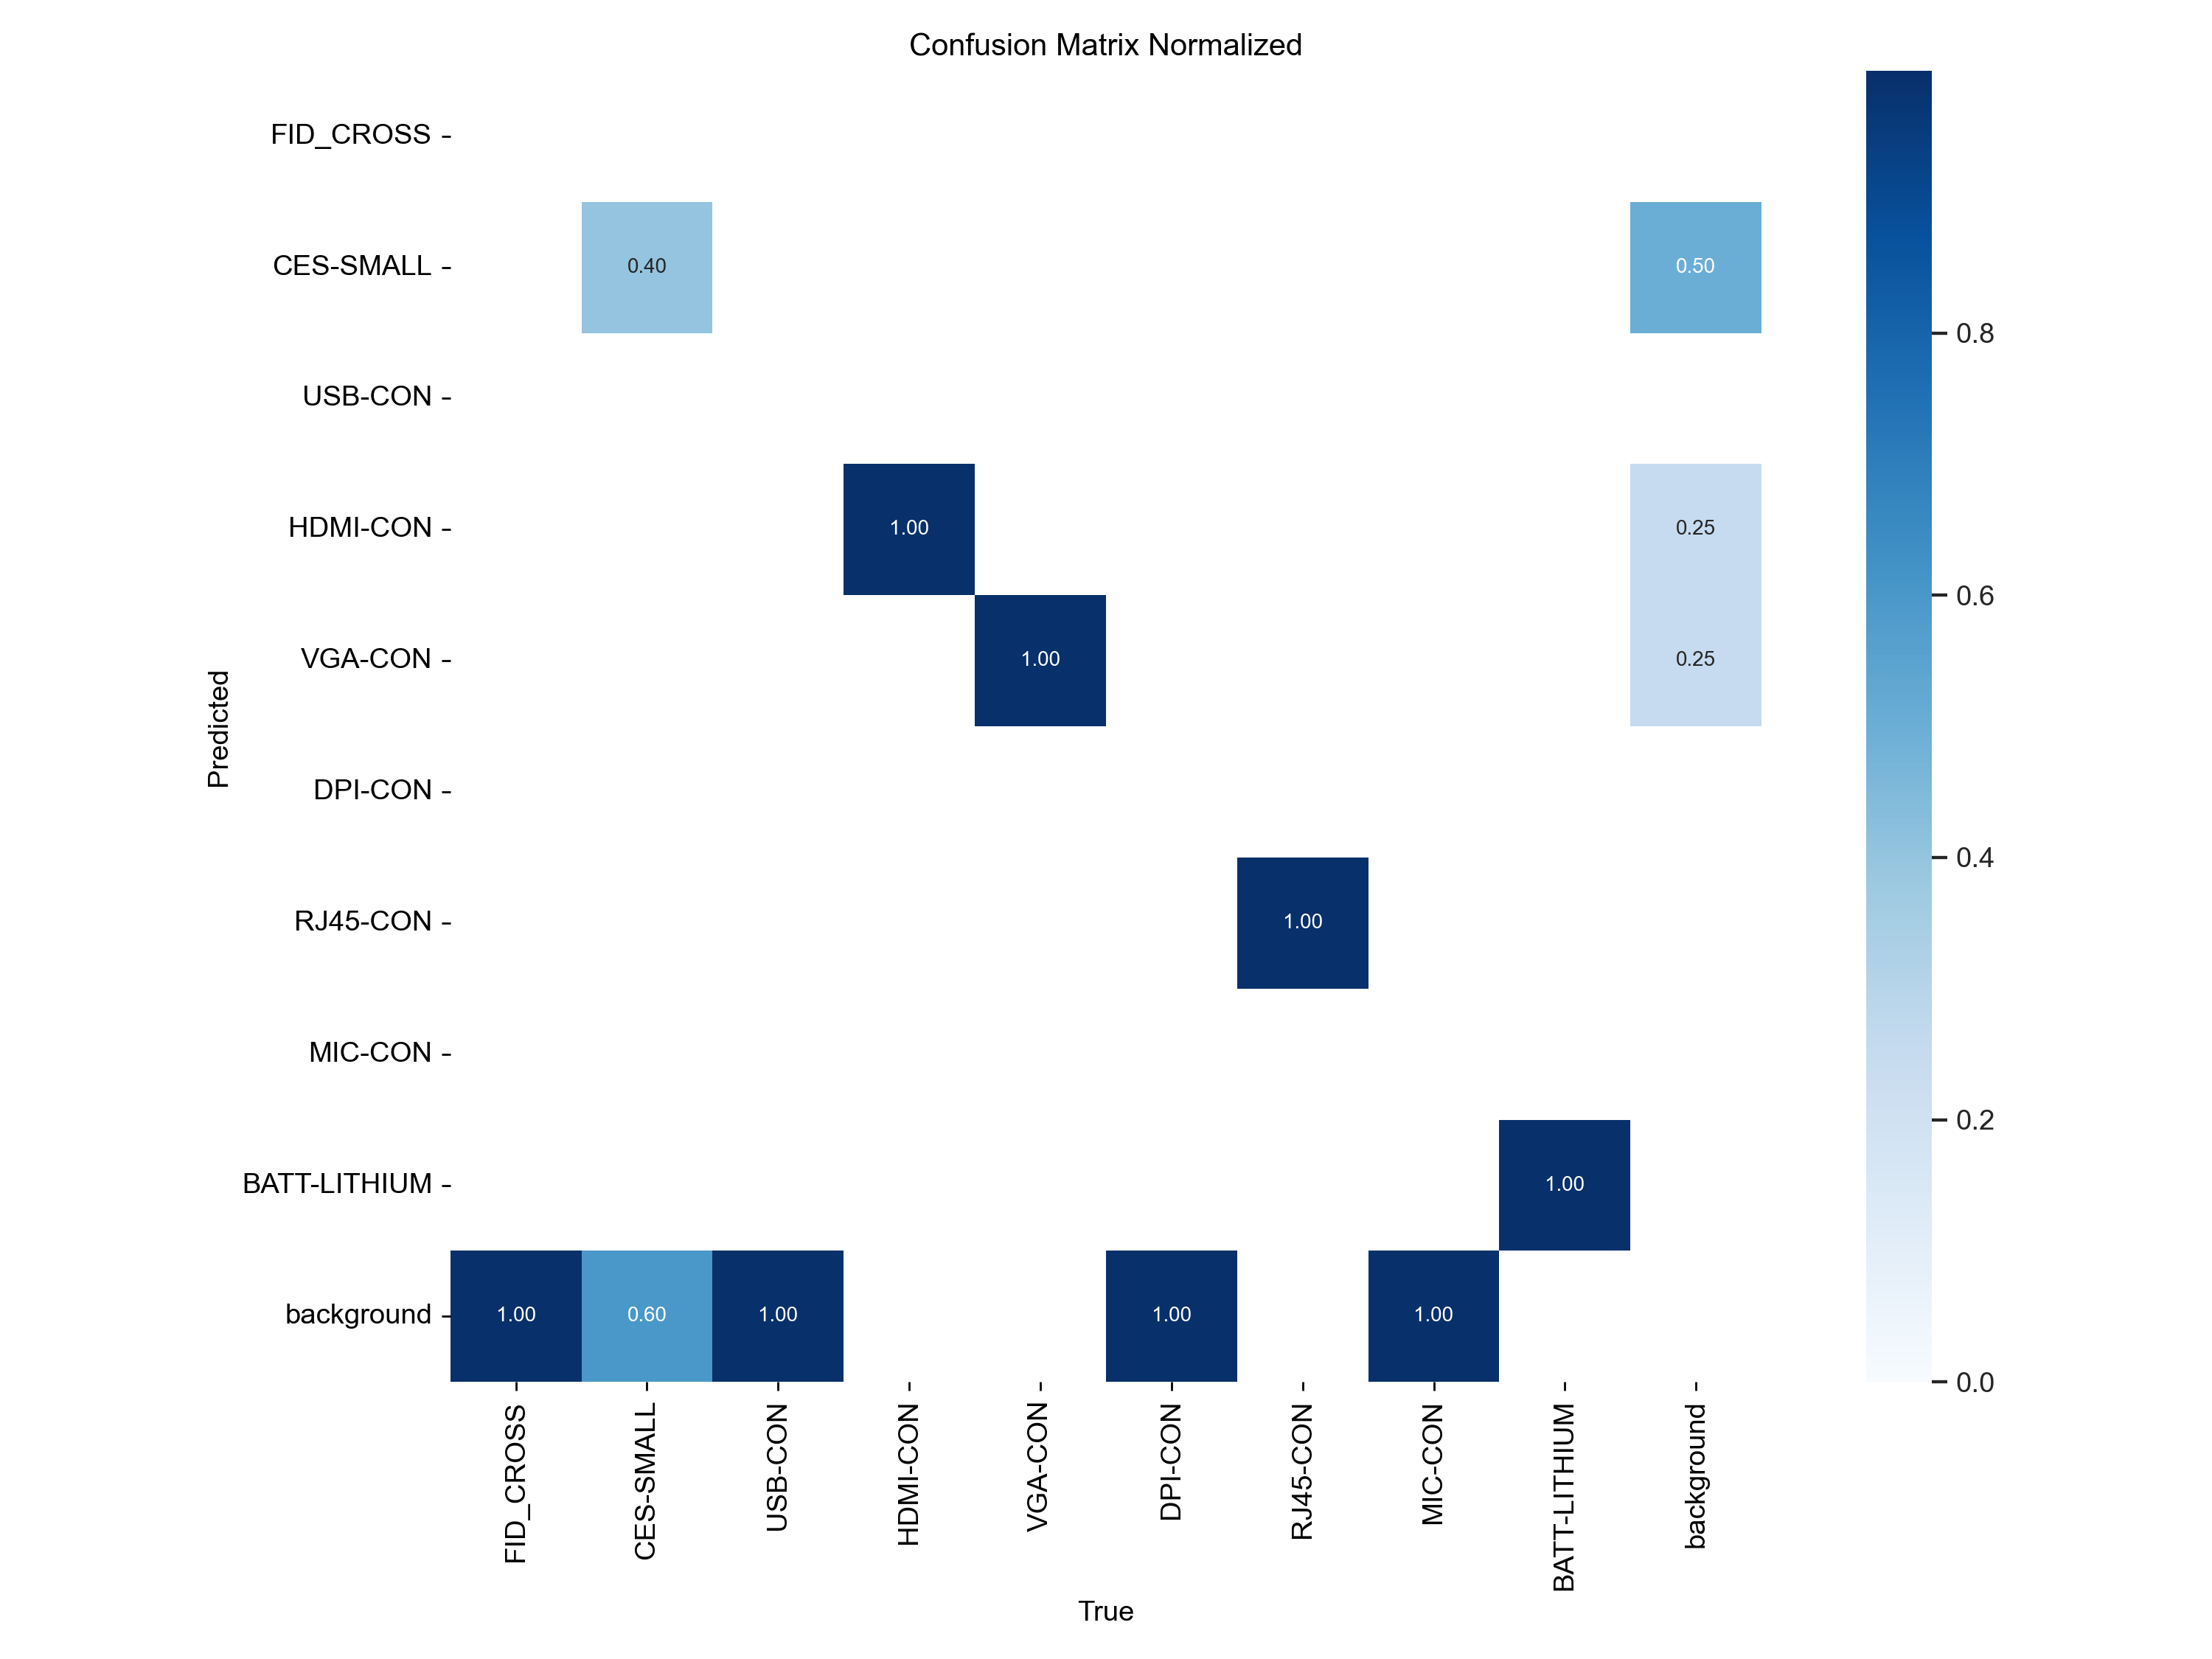 Confusion Matrix Normalized
FID_CROSS
CES-SMALL 0.40 0.50
0.8
USB-CON
HDMI-CON 1.00 0.25
0.6
VGA-CON 1.00 0.25
Predicted
DPI-CON
0.4
RJ45-CON 1.00
MIC-CON
0.2
BATT-LITHIUM 1.00
background 1.00 0.60 1.00 1.00 1.00
0.0
FID_CROSS
CES-SMALL
USB-CON
HDMI-CON
VGA-CON
DPI-CON
RJ45-CON
MIC-CON
BATT-LITHIUM
background
True